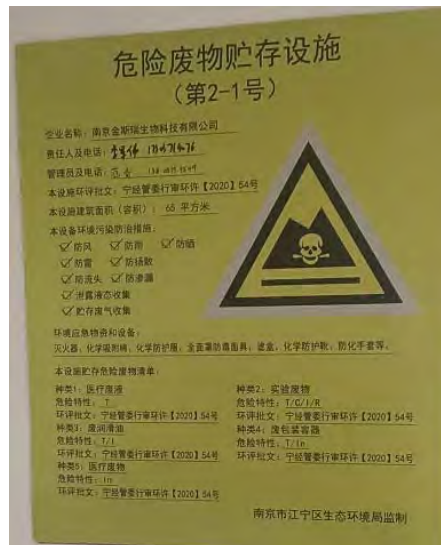 危险废物贮存设施
（第2-1号）
企业名称：南京金斯瑞生物科技有限公司
责任人及电话：
管理员及电话：
本设施环评批文：宁经管委行审环许【2020】54号
本设施建筑面积（容积）：65 平方米
本设备环境污染防治措施：
☑防风 ☑防雨 ☑防晒
☑防雷 ☑防扬散
☑防流失 ☑防渗漏
☑泄露液态收集
☑贮存废气收集
环境应急物资和设备：
灭火器、化学吸附棉、化学防护服、全面罩防毒面具、滤盒、化学防护靴、防化手套等。
本设施贮存危险废物清单：
种类1：医疗废液 种类2：实验废物
危险特性：T 危险特性：T/C/I/R
环评批文：宁经管委行审环许【2020】54号 环评批文：宁经管委行审环许【2020】54号
种类3：废润滑油 种类4：废包装容器
危险特性：T/I 危险特性：T/In
环评批文：宁经管委行审环许【2020】54号 环评批文：宁经管委行审环许【2020】54号
种类5：医疗废物
危险特性：In
环评批文：宁经管委行审环许【2020】54号
南京市江宁区生态环境局监制